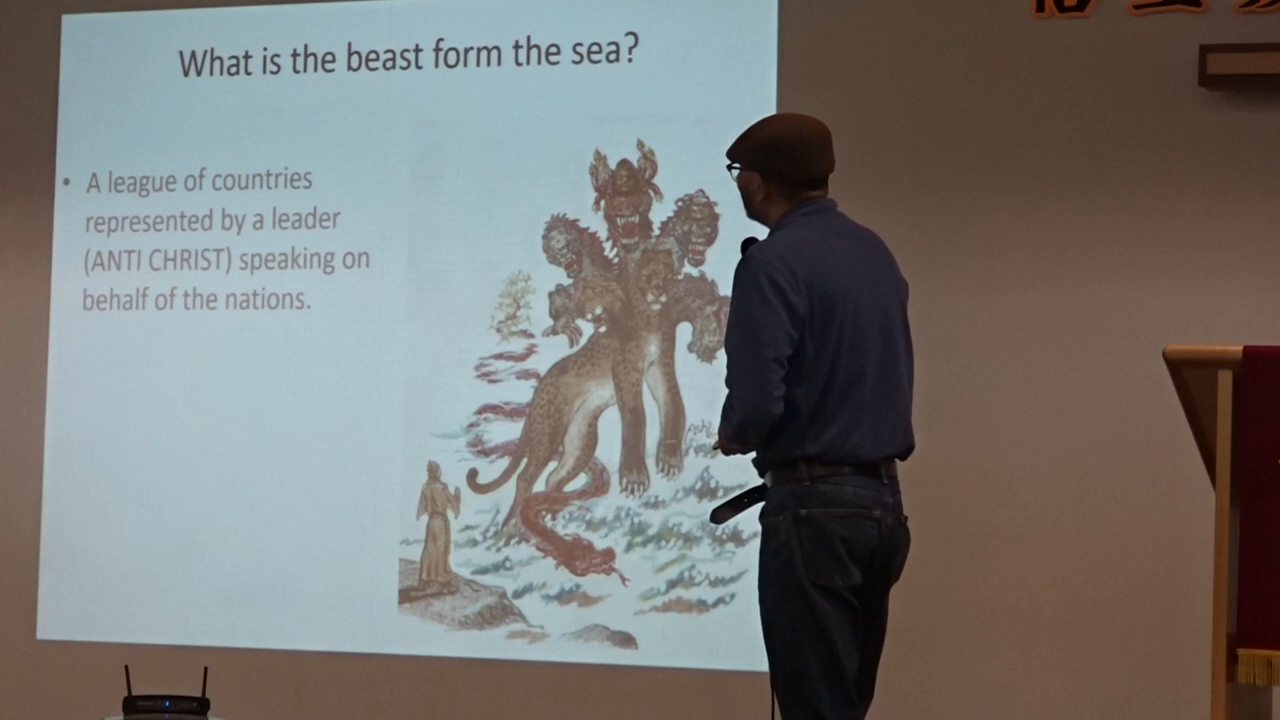 What is the beast form the sea?
• A league of countries
represented by a leader
(ANTI CHRIST) speaking on
behalf of the nations.